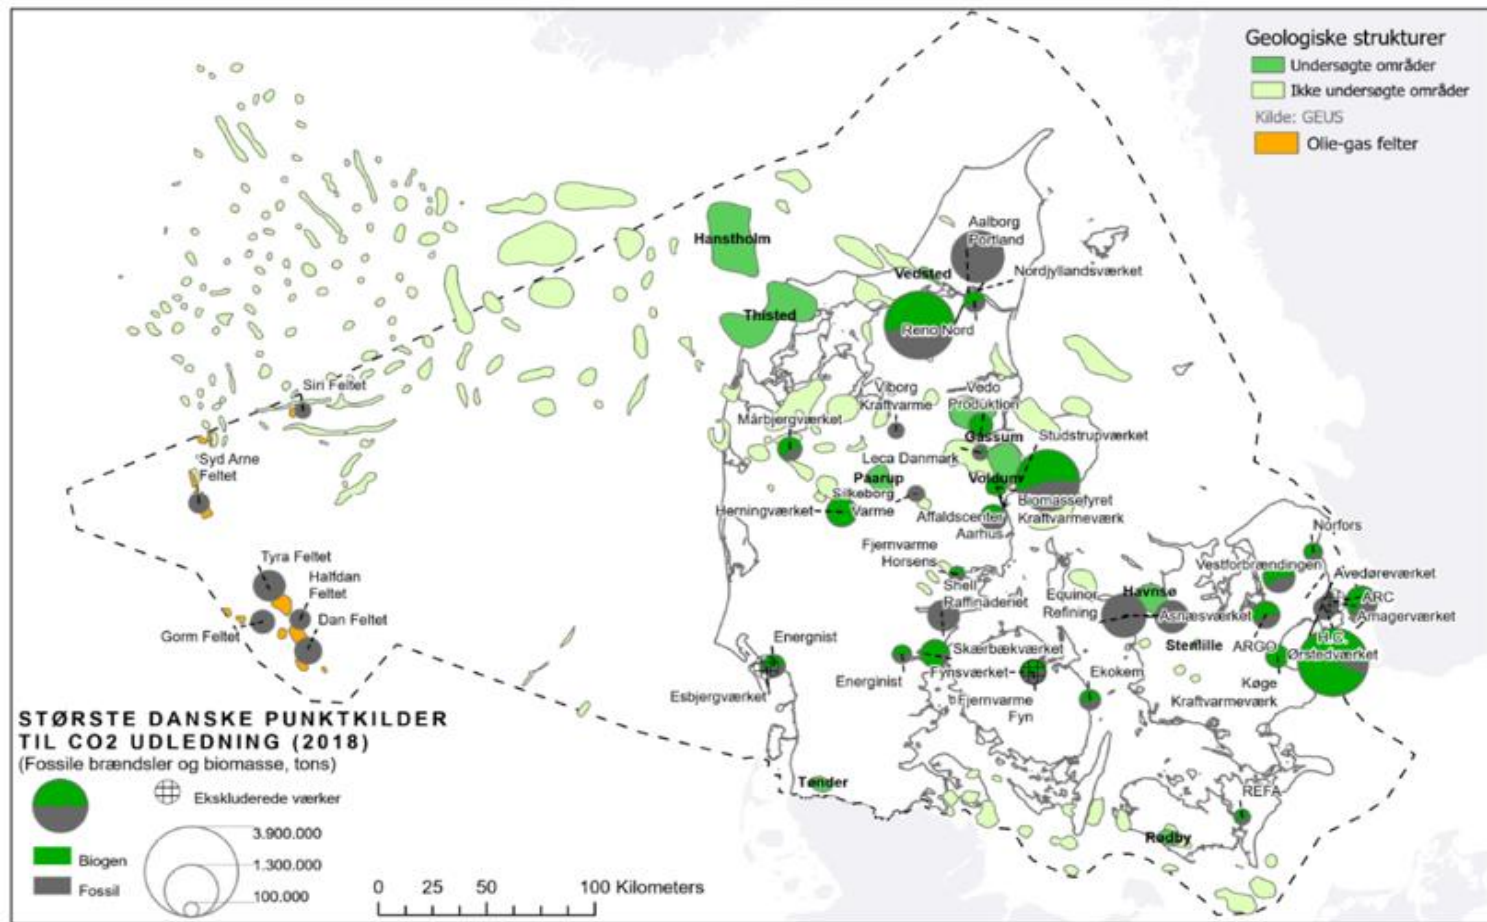 Geologiske strukturer
Undersøgte områder
Ikke undersøgte områder
Kilde: GEUS
Olie-gas felter
Aalborg
Portland
Hanstholm
Vedsted
Nordjyllandsværket
Thisted
Reno Nord
Siri Feltet
Viborg
Kraftvarme
Vedo
Produktion
Mårbjergværket
Gassum
Studstrupværket
Syd Arne
Feltet
Leca Danmark
Paarup
Voldum
Silkeborg
Varme
Herningværket
Biomassefyret
Kraftvarmeværk
Affaldscenter
Aarhus
Norfors
Fjernvarme
Horsens
Tyra Feltet
Halfdan
Feltet
Vestforbrændingen
Avedøreværket
Shell
Raffinaderiet
Equinor
Refining
Havnsø
ARC
Asnæsværket
Amagerværket
Gorm Feltet
Dan Feltet
Energnist
Skærbækværket
Stenlille
ARGO
H.C.
Ørstedværket
Esbjergværket
Energinist
Fynsværket
Ekokem
Køge
Kraftvarmeværk
Fjernvarme
Fyn
STØRSTE DANSKE PUNKTKILDER
TIL CO2 UDLEDNING (2018)
(Fossile brændsler og biomasse, tons)
Tønder
Ekskluderede værker
REFA
3.900.000
Rødby
Biogen
1.300.000
Fossil
100.000
0 25 50 100 Kilometers